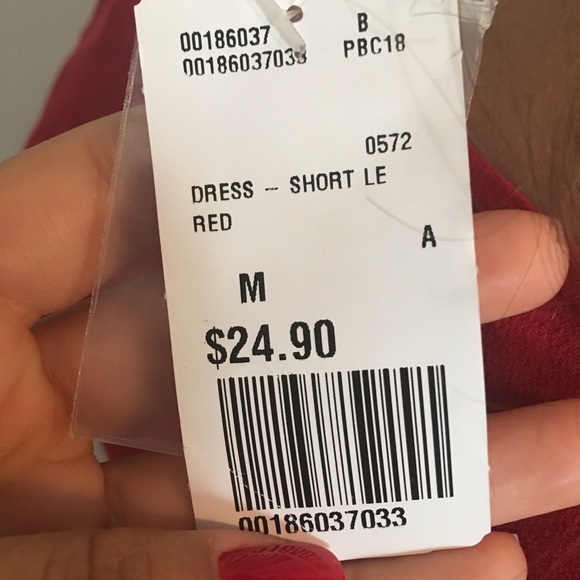 00186037 B
00186037033 PBC18
0572
DRESS – SHORT LE
RED
A
M
$24.90
00186037033